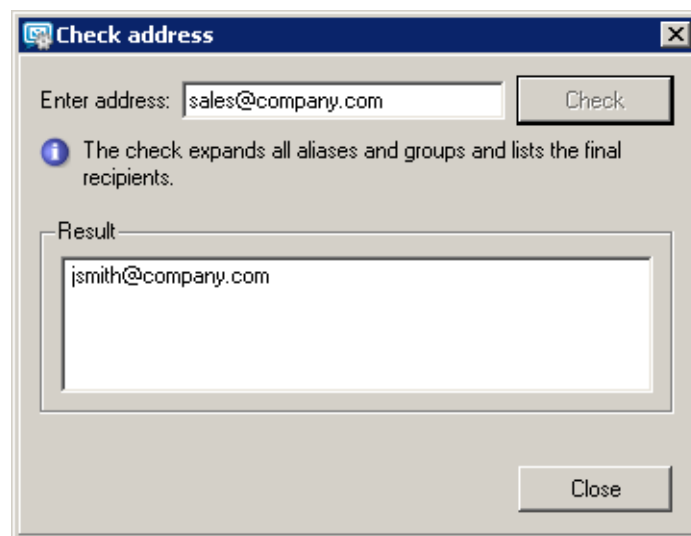 Check address
Enter address: sales@company.com Check
The check expands all aliases and groups and lists the final
recipients.
Result
jsmith@company.com
Close